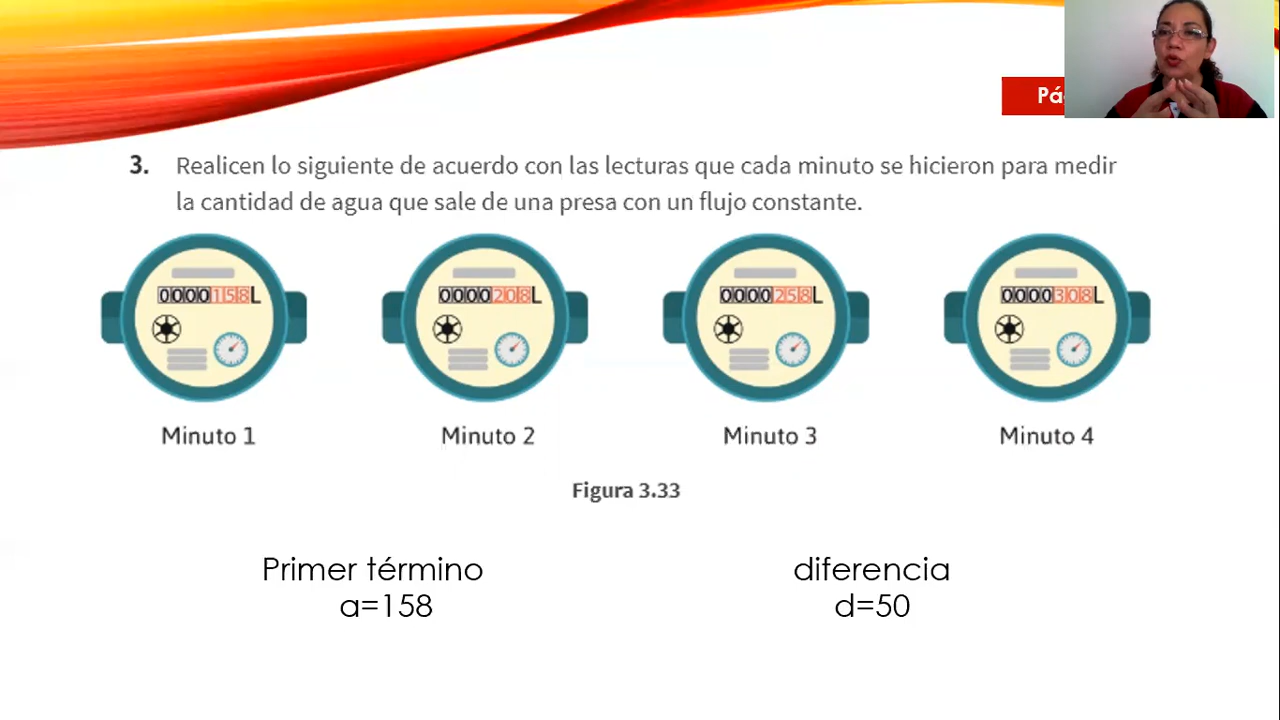 3. Realicen lo siguiente de acuerdo con las lecturas que cada minuto se hicieron para medir
la cantidad de agua que sale de una presa con un flujo constante.
0000158L
0000208L
0000258L
0000308L
Minuto 1
Minuto 2
Minuto 3
Minuto 4
Figura 3.33
Primer término
a=158
diferencia
d=50